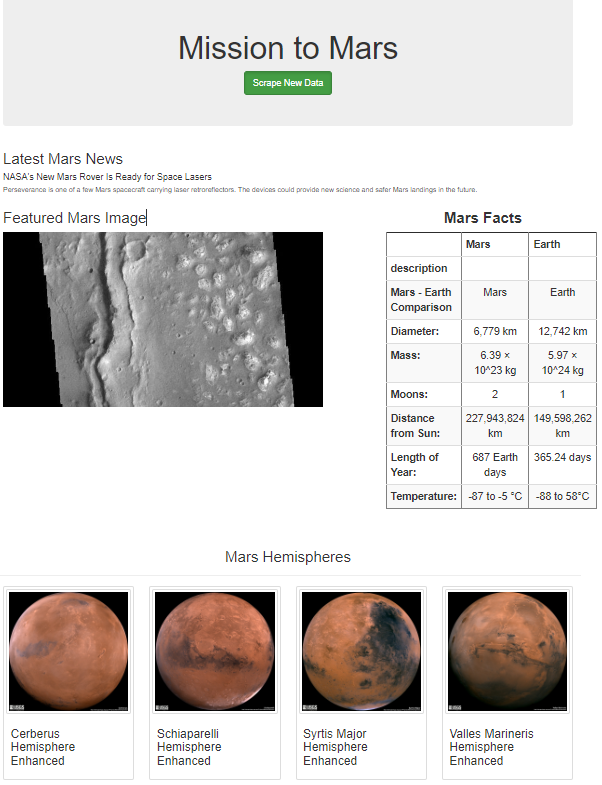 Mission to Mars
Scrape New Data
Latest Mars News
NASA's New Mars Rover Is Ready for Space Lasers
Perseverance is one of a few Mars spacecraft carrying laser retroreflectors. The devices could provide new science and safer Mars landings in the future.
Featured Mars Image
Mars Facts
Mars Earth
description
Mars - Earth Comparison Mars Earth
Diameter: 6,779 km 12,742 km
Mass: 6.39 × 10^23 kg 5.97 × 10^24 kg
Moons: 2 1
Distance from Sun: 227,943,824 km 149,598,262 km
Length of Year: 687 Earth days 365.24 days
Temperature: -87 to -5 °C -88 to 58°C
Mars Hemispheres
USGS
USGS
USGS
USGS
Cerberus
Hemisphere
Enhanced
Schiaparelli
Hemisphere
Enhanced
Syrtis Major
Hemisphere
Enhanced
Valles Marineris
Hemisphere
Enhanced